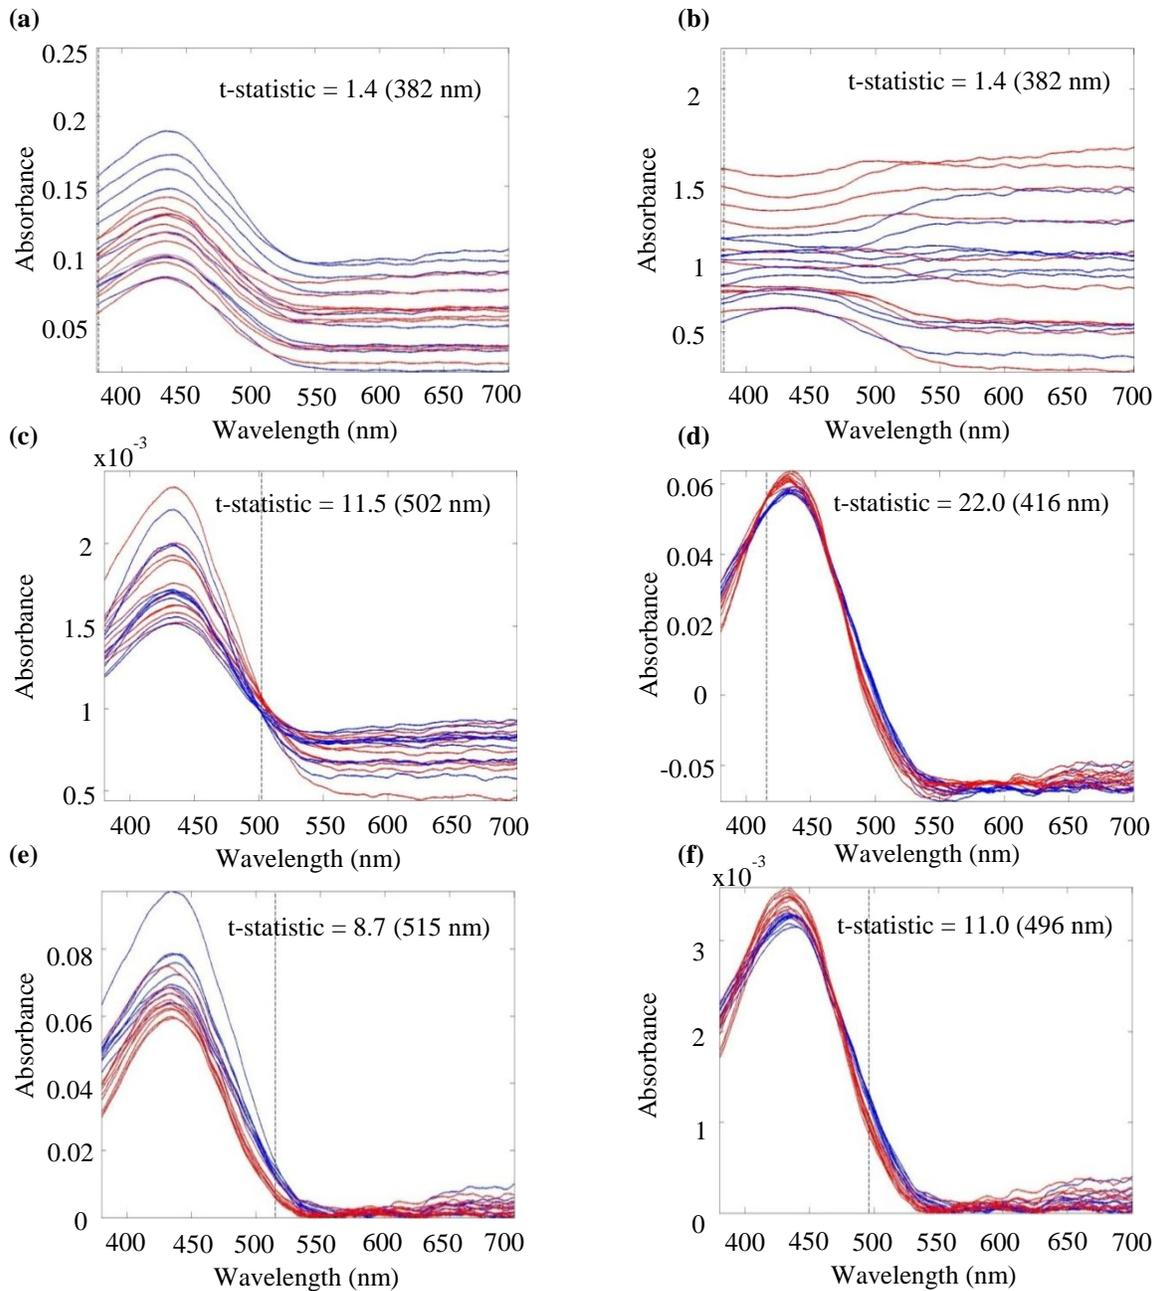 (a)
0.25
0.2
0.15
0.1
0.05
Absorbance
t-statistic = 1.4 (382 nm)
400 450 500 550 600 650 700
Wavelength (nm)
(b)
2
1.5
1
0.5
Absorbance
t-statistic = 1.4 (382 nm)
400 450 500 550 600 650 700
Wavelength (nm)
(c)
x10-3
2
1.5
1
0.5
Absorbance
t-statistic = 11.5 (502 nm)
400 450 500 550 600 650 700
Wavelength (nm)
(d)
0.06
0.04
0.02
0
-0.05
Absorbance
t-statistic = 22.0 (416 nm)
400 450 500 550 600 650 700
Wavelength (nm)
(e)
0.08
0.06
0.04
0.02
0
Absorbance
t-statistic = 8.7 (515 nm)
400 450 500 550 600 650 700
Wavelength (nm)
(f)
x10-3
3
2
1
0
Absorbance
t-statistic = 11.0 (496 nm)
400 450 500 550 600 650 700
Wavelength (nm)